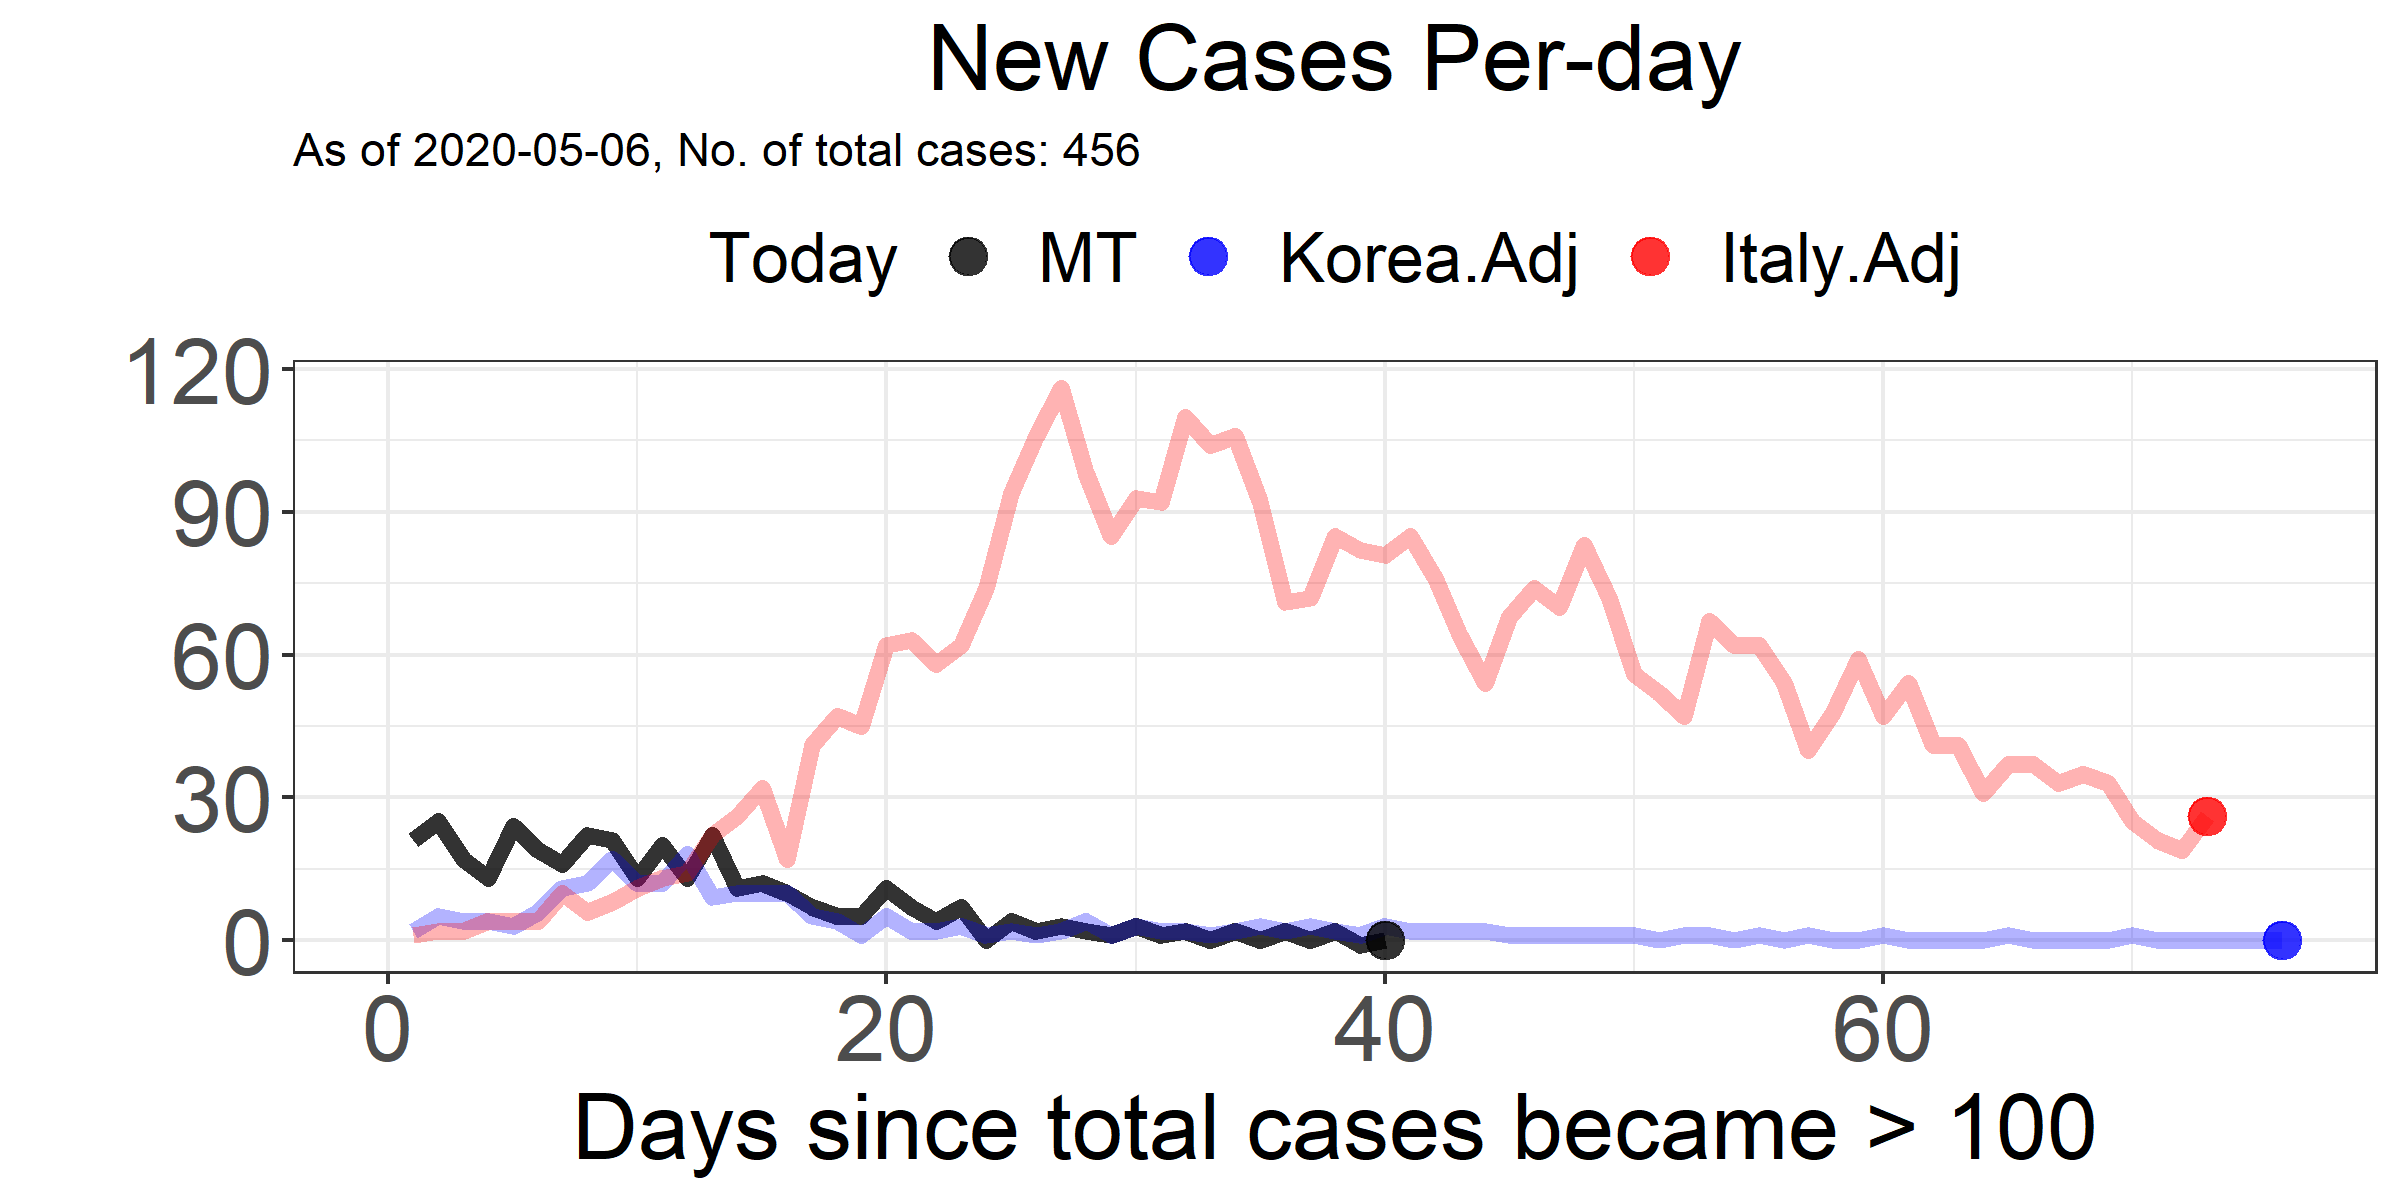 New Cases Per-day
As of 2020-05-06, No. of total cases: 456
Today MT Korea.Adj Italy.Adj
120
90
60
30
0
0 20 40 60
Days since total cases became > 100